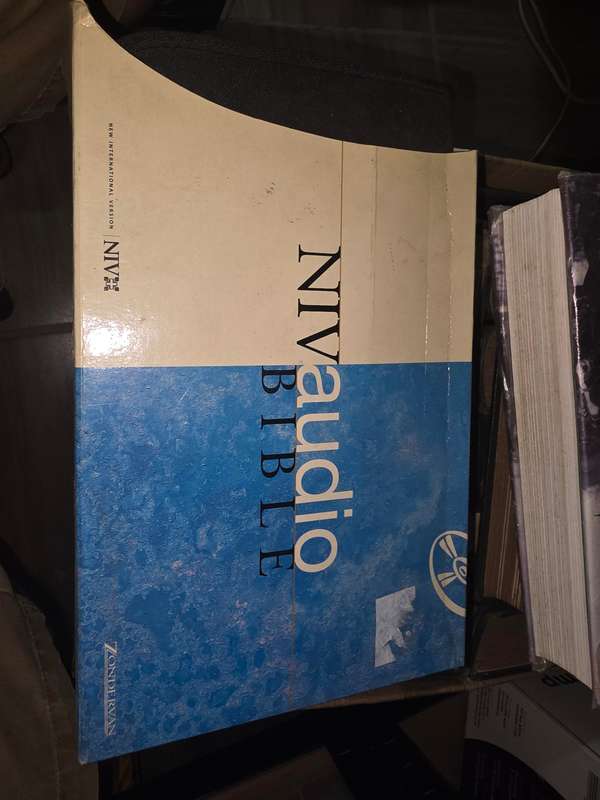 NEW INTERNATIONAL VERSION
NIV
NIV audio
BIBLE
ZONDERVAN